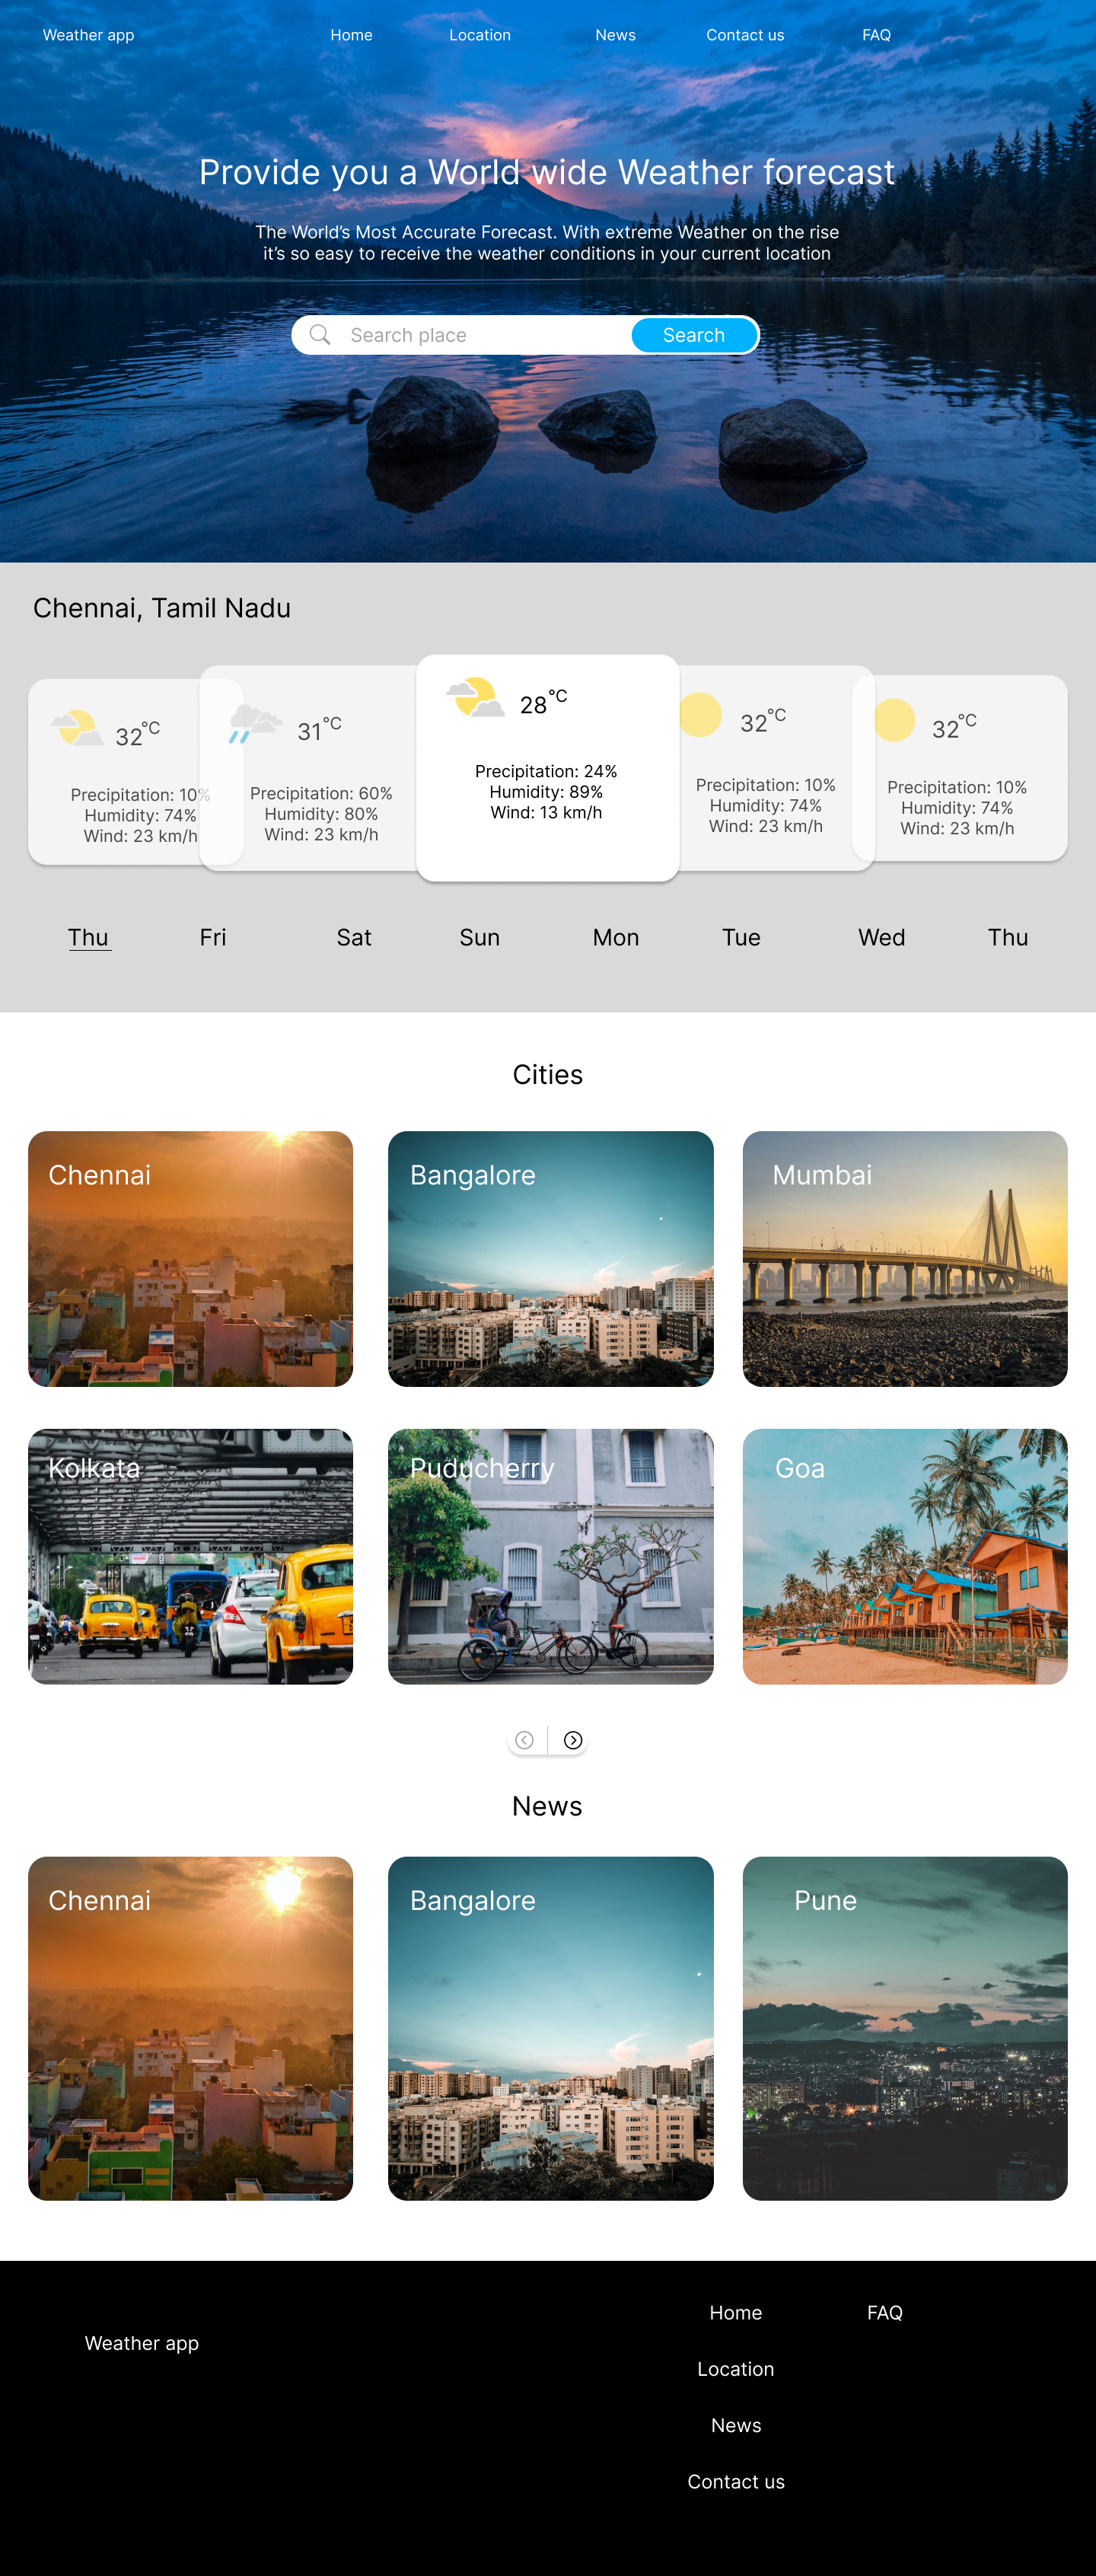 Weather app
Home
Location
News
Contact us
FAQ
Provide you a World wide Weather forecast
The World’s Most Accurate Forecast. With extreme Weather on the rise
it’s so easy to receive the weather conditions in your current location
Search place
Search
Chennai, Tamil Nadu
32°C
Precipitation: 10%
Humidity: 74%
Wind: 23 km/h
31°C
Precipitation: 60%
Humidity: 80%
Wind: 23 km/h
28°C
Precipitation: 24%
Humidity: 89%
Wind: 13 km/h
32°C
Precipitation: 10%
Humidity: 74%
Wind: 23 km/h
32°C
Precipitation: 10%
Humidity: 74%
Wind: 23 km/h
Thu
Fri
Sat
Sun
Mon
Tue
Wed
Thu
Cities
Chennai
Bangalore
Mumbai
Kolkata
Puducherry
Goa
News
Chennai
Bangalore
Pune
Weather app
Home
FAQ
Location
News
Contact us